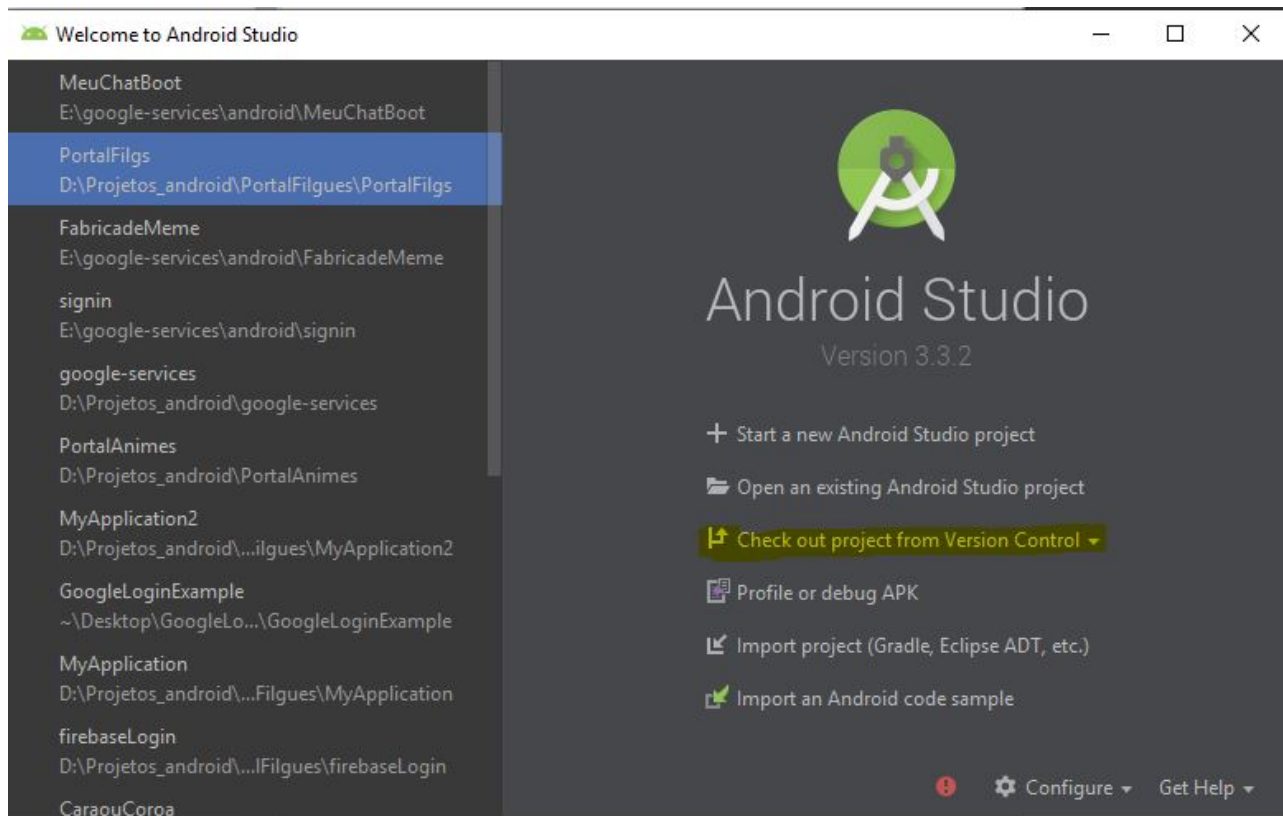 Welcome to Android Studio
MeuChatBoot
E:\google-services\android\MeuChatBoot
PortalFilgs
D:\Projetos_android\PortalFilgues\PortalFilgs
FabricadeMeme
E:\google-services\android\FabricadeMeme
signin
E:\google-services\android\signin
google-services
D:\Projetos_android\google-services
PortalAnimes
D:\Projetos_android\PortalAnimes
MyApplication2
D:\Projetos_android\...ilgues\MyApplication2
GoogleLoginExample
~\Desktop\GoogleLo...\GoogleLoginExample
MyApplication
D:\Projetos_android\...Filgues\MyApplication
firebaseLogin
D:\Projetos_android\...lFilgues\firebaseLogin
CaraouCoroa
Android Studio
Version 3.3.2
Start a new Android Studio project
Open an existing Android Studio project
Check out project from Version Control
Profile or debug APK
Import project (Gradle, Eclipse ADT, etc.)
Import an Android code sample
Configure
Get Help